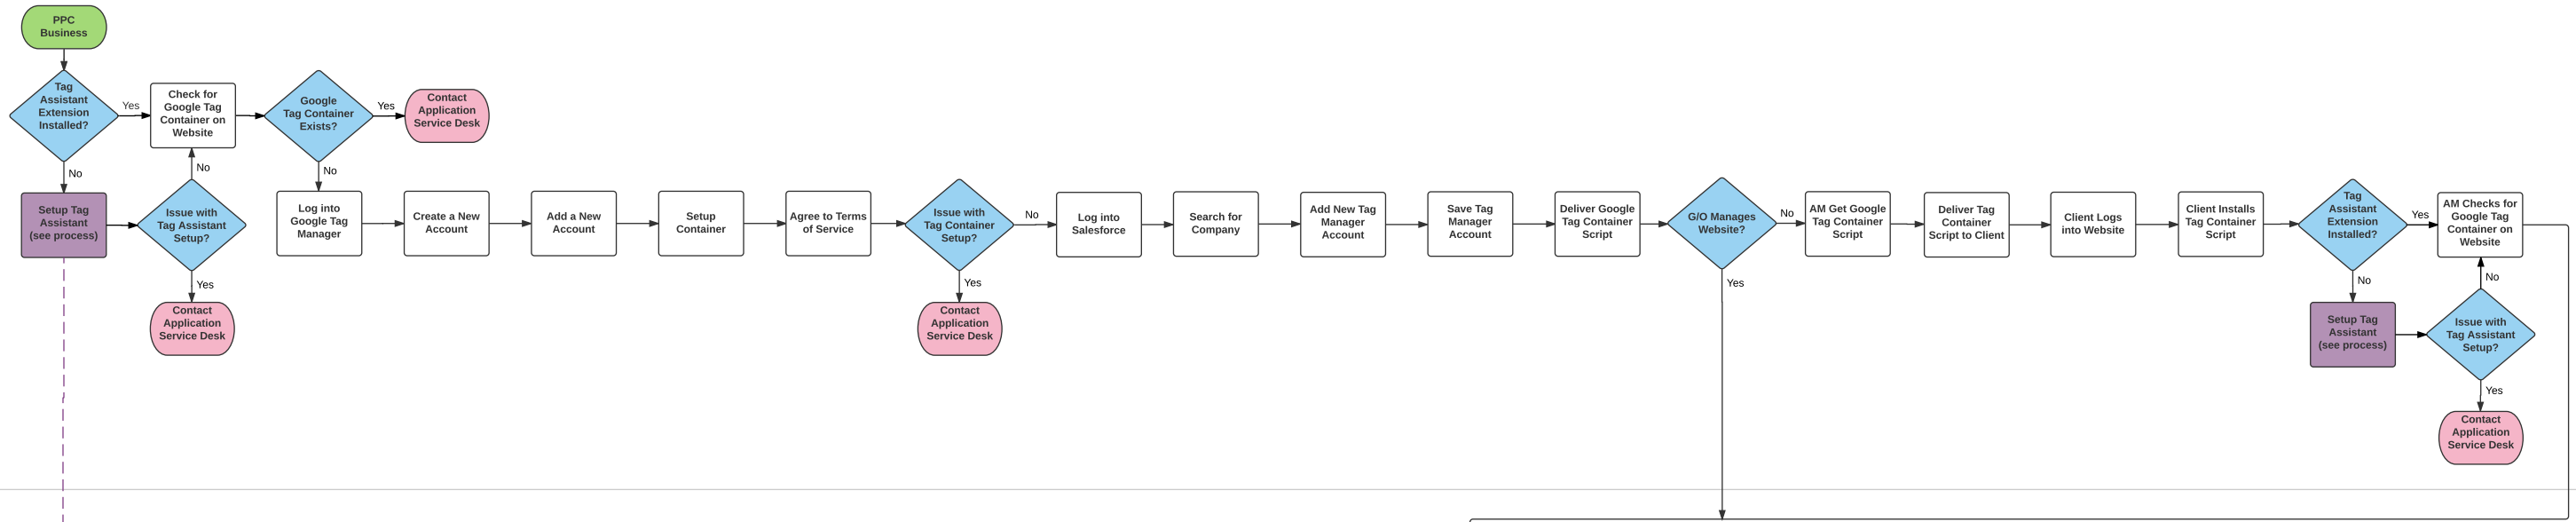 PPC
Business
Tag
Assistant
Extension
Installed?
Yes
Check for
Google Tag
Container on
Website
Google
Tag Container
Exists?
Yes
Contact
Application
Service Desk
No
No
No
Setup Tag
Assistant
(see process)
Issue with
Tag Assistant
Setup?
Yes
Contact
Application
Service Desk
Log into
Google Tag
Manager
Create a New
Account
Add a New
Account
Setup
Container
Agree to Terms
of Service
Issue with
Tag Container
Setup?
No
Yes
Contact
Application
Service Desk
Log into
Salesforce
Search for
Company
Add New Tag
Manager
Account
Save Tag
Manager
Account
Deliver Google
Tag Container
Script
G/O Manages
Website?
No
Yes
AM Get Google
Tag Container
Script
Deliver Tag
Container
Script to Client
Client Logs
into Website
Client Installs
Tag Container
Script
Tag
Assistant
Extension
Installed?
Yes
AM Checks for
Google Tag
Container on
Website
No
No
Setup Tag
Assistant
(see process)
Issue with
Tag Assistant
Setup?
Yes
Contact
Application
Service Desk